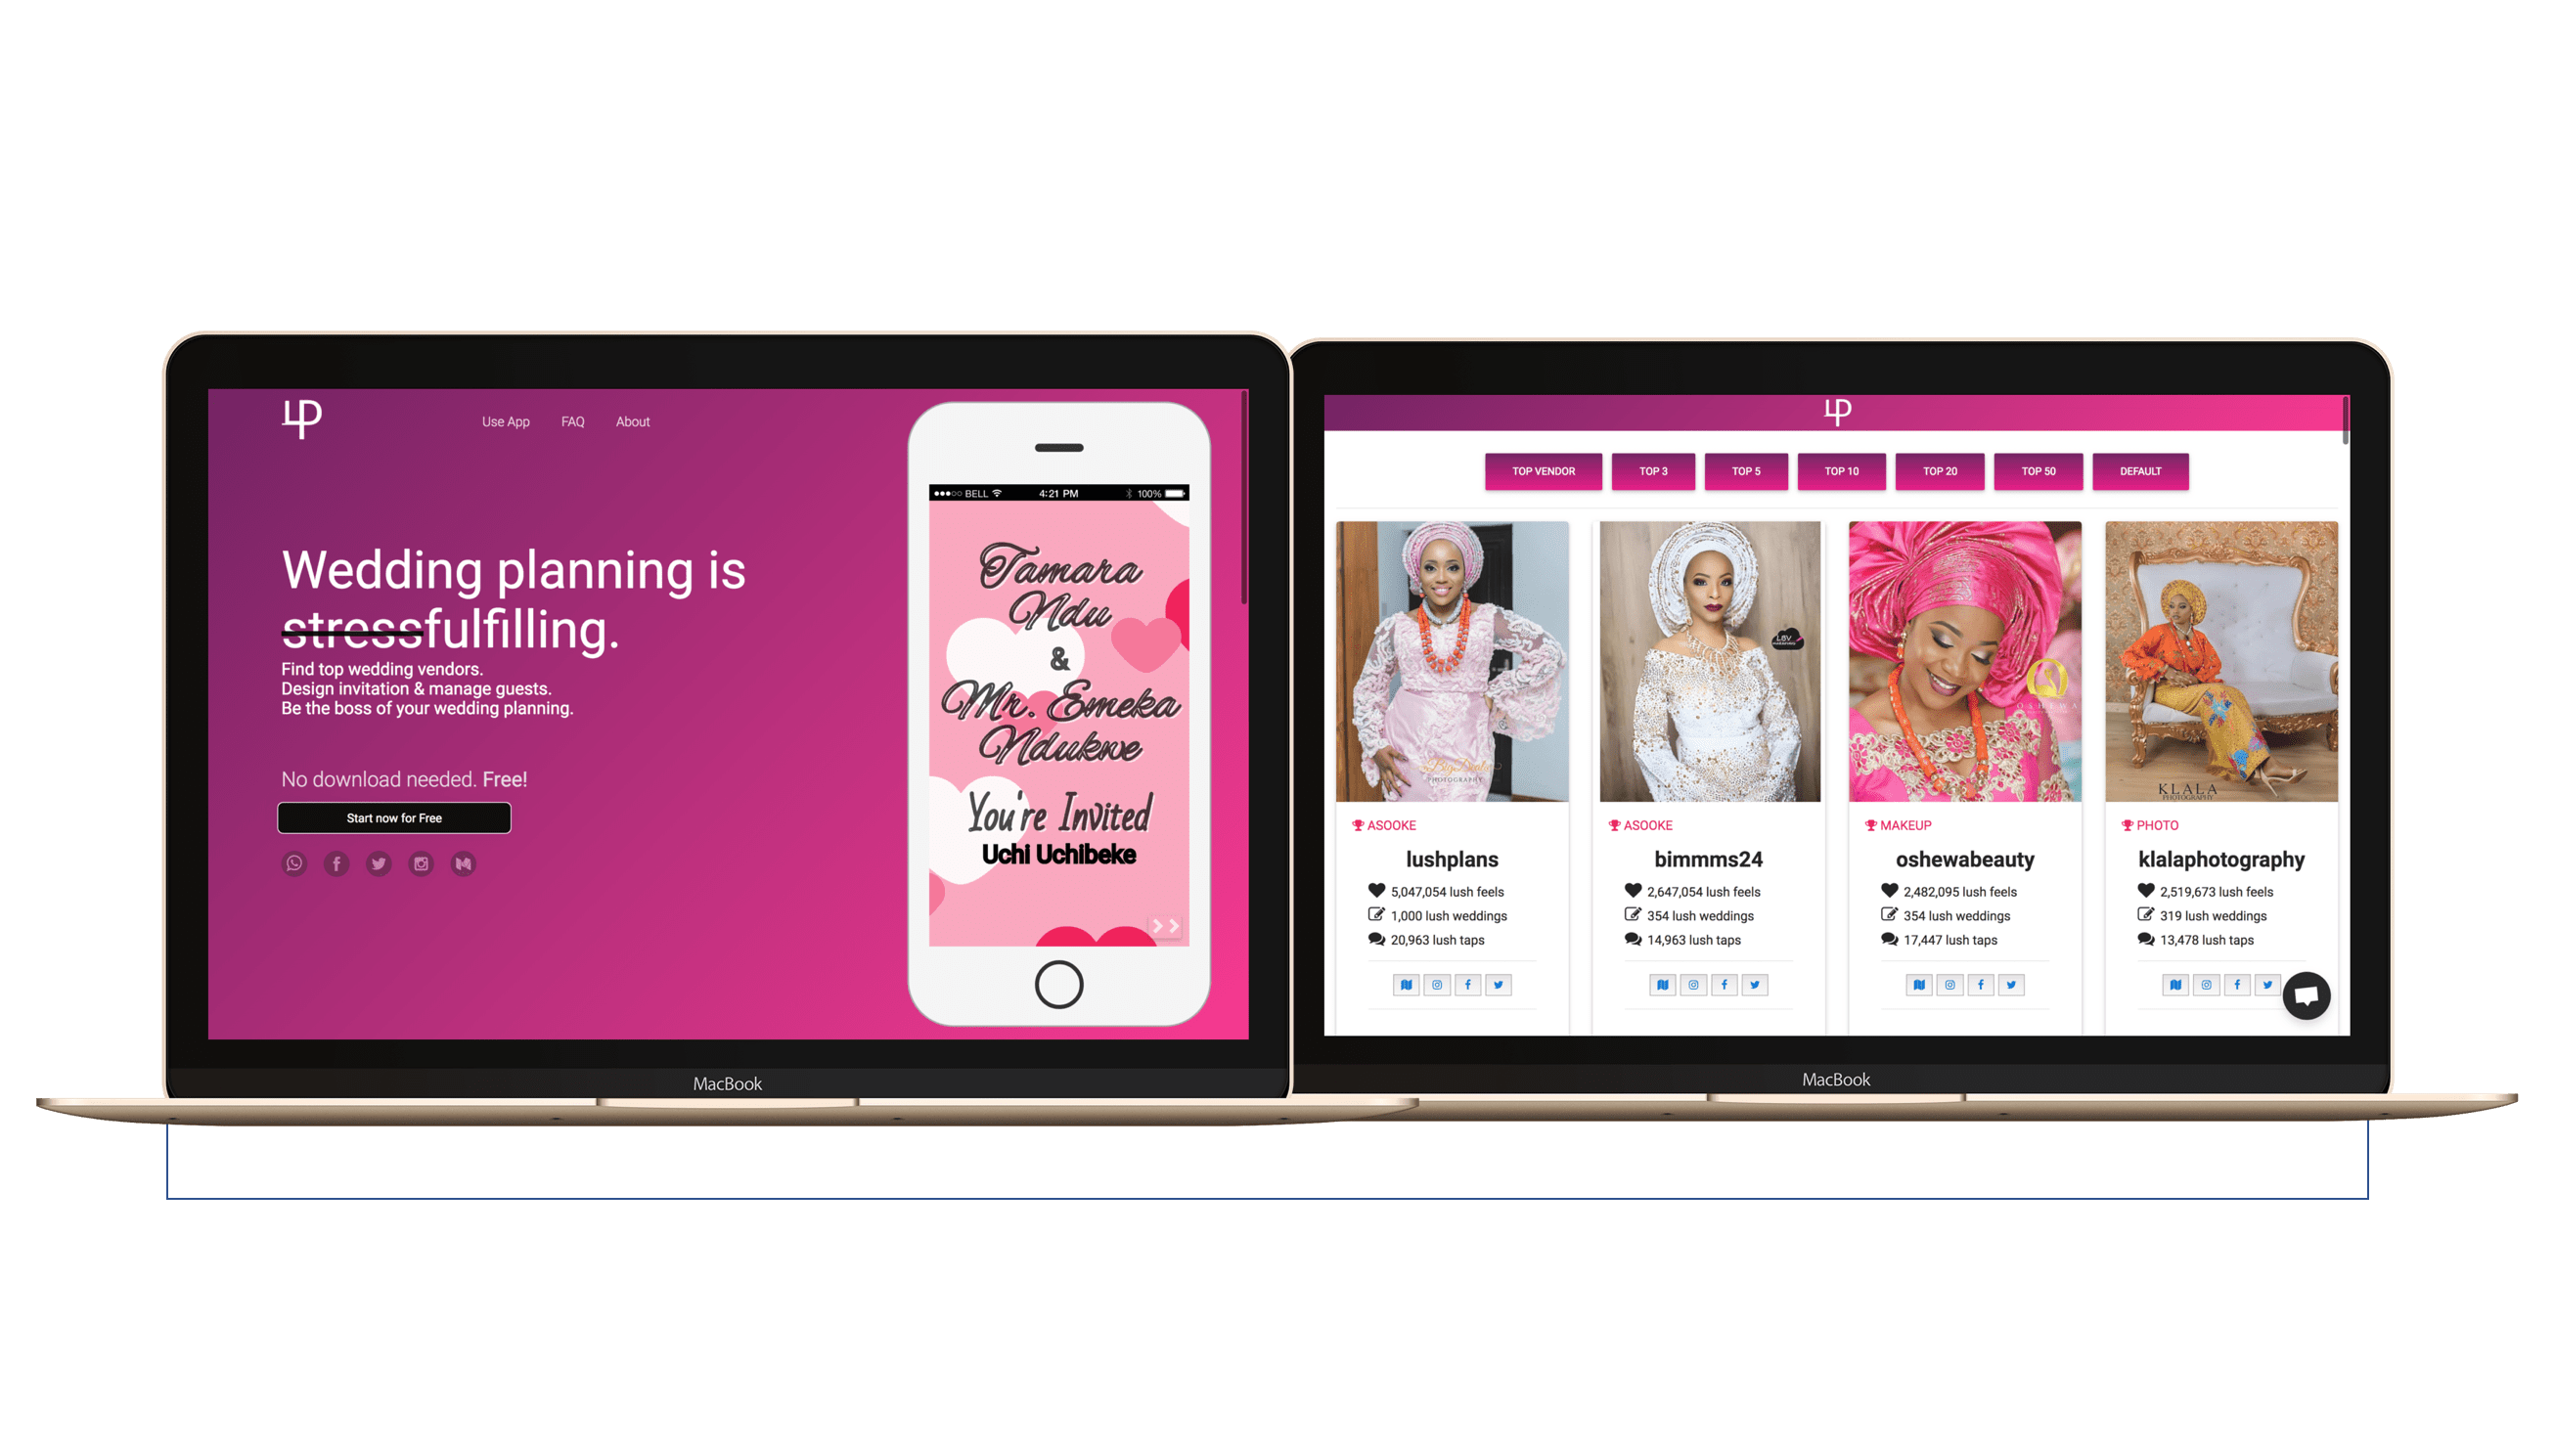 LP
Use App FAQ About
Wedding planning is
stressfulfilling.
Find top wedding vendors.
Design invitation & manage guests.
Be the boss of your wedding planning.
No download needed. Free!
Start now for Free
BELL 4:21 PM 100%
Tamara
Ndu
&
Mr. Emeka
Ndukwe
You're Invited
Uchi Uchibeke
MacBook
LP
TOP VENDOR TOP 3 TOP 5 TOP 10 TOP 20 TOP 50 DEFAULT
PHOTOGRAPHY
LBV
OSHEWA
KLALA
PHOTOGRAPHY
ASOOKE
lushplans
5,047,054 lush feels
1,000 lush weddings
20,963 lush taps
ASOOKE
bimmms24
2,647,054 lush feels
354 lush weddings
14,963 lush taps
MAKEUP
oshewabeauty
2,482,095 lush feels
354 lush weddings
17,447 lush taps
PHOTO
klalaphotography
2,519,673 lush feels
319 lush weddings
13,478 lush taps
MacBook